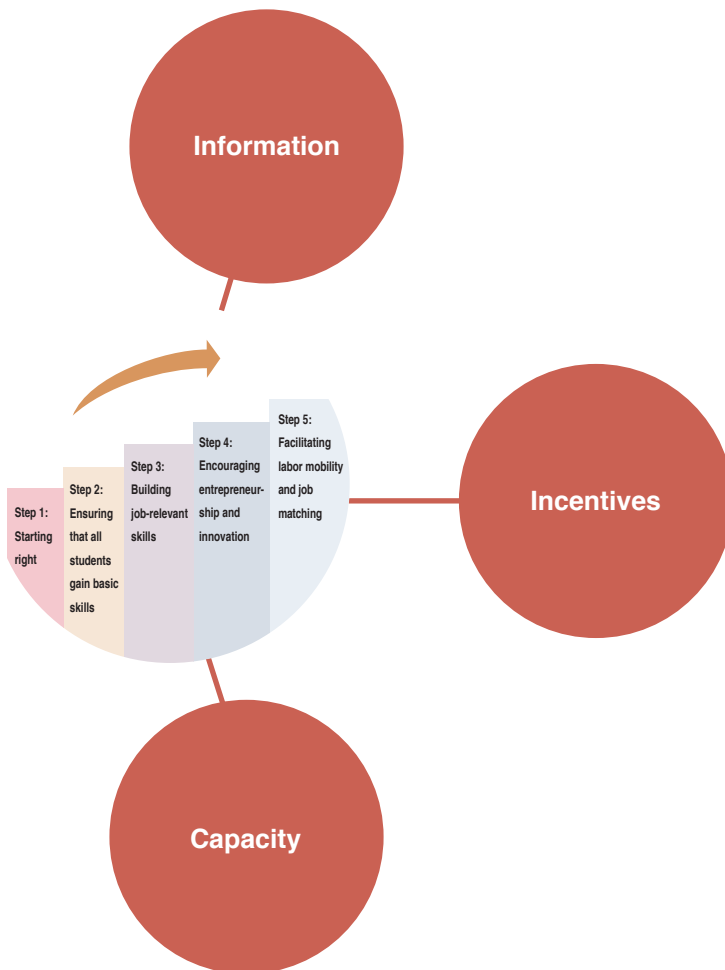 Information
Step 1:
Starting
right
Step 2:
Ensuring
that all
students
gain basic
skills
Step 3:
Building
job-relevant
skills
Step 4:
Encouraging
entrepreneur-
ship and
innovation
Step 5:
Facilitating
labor mobility
and job
matching
Incentives
Capacity